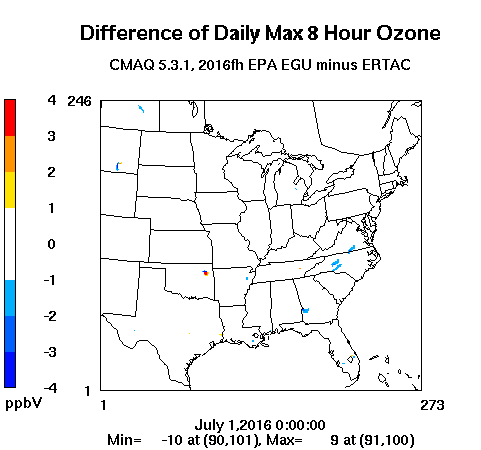 Difference of Daily Max 8 Hour Ozone
CMAQ 5.3.1, 2016fh EPA EGU minus ERTAC
4
3
2
1
0
-1
-2
-3
-4
ppbV
246
1
1
273
July 1,2016 0:00:00
Min= -10 at (90,101), Max= 9 at (91,100)